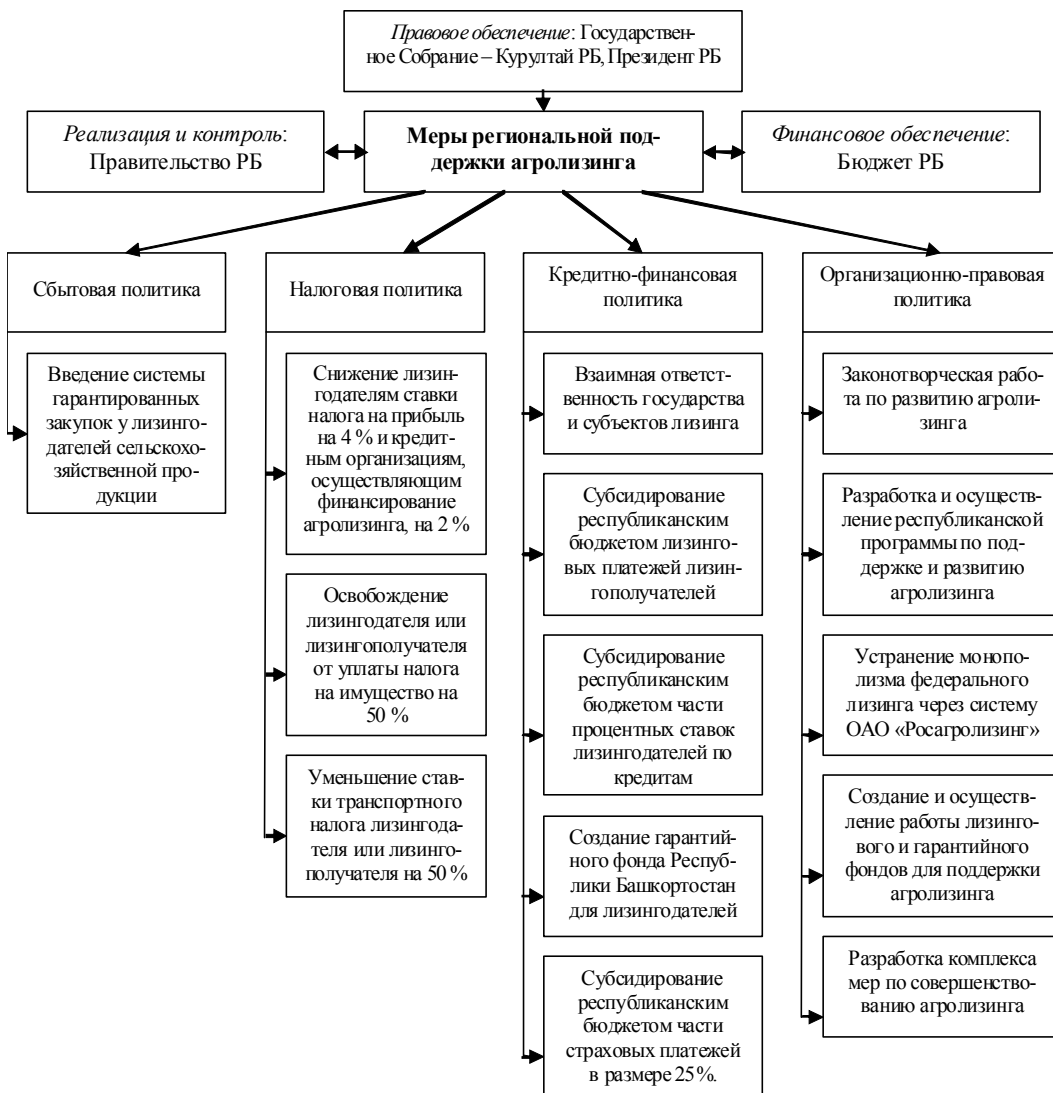 Правовое обеспечение: Государствен-
ное Собрание – Курултай РБ, Президент РБ
Реализация и контроль:
Правительство РБ
Меры региональной под-
держки агролизинга
Финансовое обеспечение:
Бюджет РБ
Сбытовая политика
Налоговая политика
Кредитно-финансовая
политика
Организационно-правовая
политика
Введение системы
гарантированных
закупок у лизинго-
дателей сельскохо-
зяйственной про-
дукции
Снижение лизин-
годателям ставки
налога на прибыль
на 4 % и кредит-
ным организациям,
осуществляющим
финансирование
агролизинга, на 2 %
Освобождение
лизингодателя или
лизингополучателя
от уплаты налога
на имущество на
50 %
Уменьшение став-
ки транспортного
налога лизингода-
теля или лизинго-
получателя на 50 %
Взаимная ответст-
венность государства
и субъектов лизинга
Субсидирование
республиканским
бюджетом лизинго-
вых платежей лизин-
гополучателей
Субсидирование
республиканским
бюджетом части
процентных ставок
лизингодателей по
кредитам
Создание гарантий-
ного фонда Респуб-
лики Башкортостан
для лизингодателей
Субсидирование
республиканским
бюджетом части
страховых платежей
в размере 25%.
Законотворческая рабо-
та по развитию агроли-
зинга
Разработка и осуществ-
ление республиканской
программы по под-
держке и развитию
агролизинга
Устранение монопо-
лизма федерального
лизинга через систему
ОАО «Росагролизинг»
Создание и осуществ-
ление работы лизинго-
вого и гарантийного
фондов для поддержки
агролизинга
Разработка комплекса
мер по совершенство-
ванию агролизинга